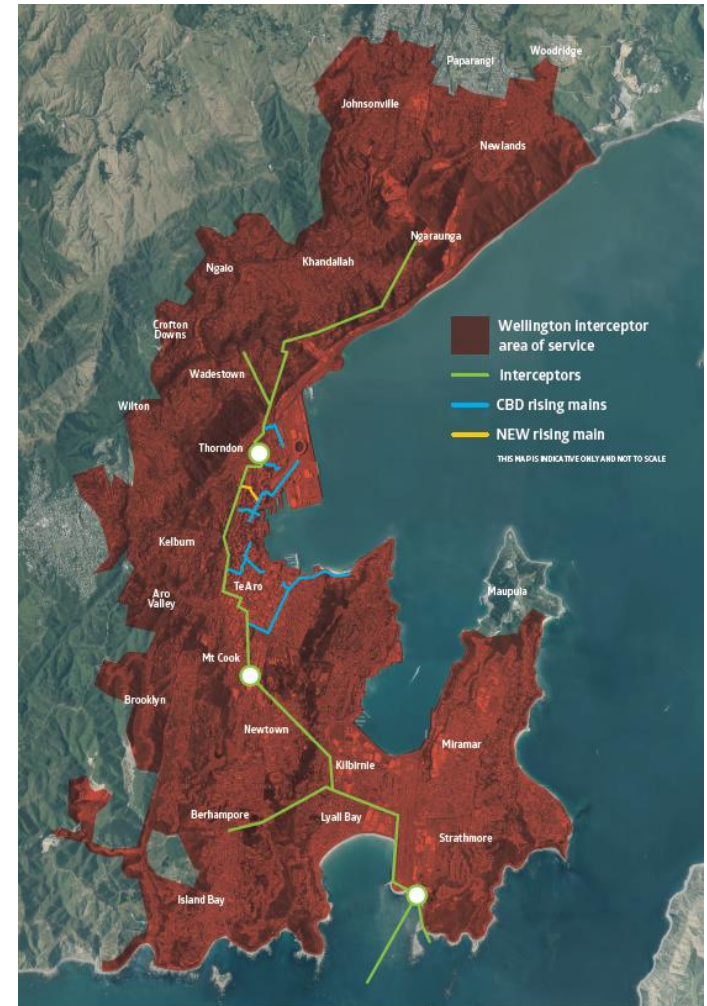 Woodridge
Paparangi
Johnsonville
Newlands
Ngaraunga
Khandallah
Ngaio
Crofton
Downs
Wellington interceptor
area of service
Interceptors
CBD rising mains
NEW rising main
THIS MAP IS INDICATIVE ONLY AND NOT TO SCALE
Wadestown
Wilton
Thorndon
Kelburn
Te Aro
Aro
Valley
Maupuia
Mt Cook
Brooklyn
Newtown
Miramar
Kilbirnie
Berhampore
Lyall Bay
Strathmore
Island Bay